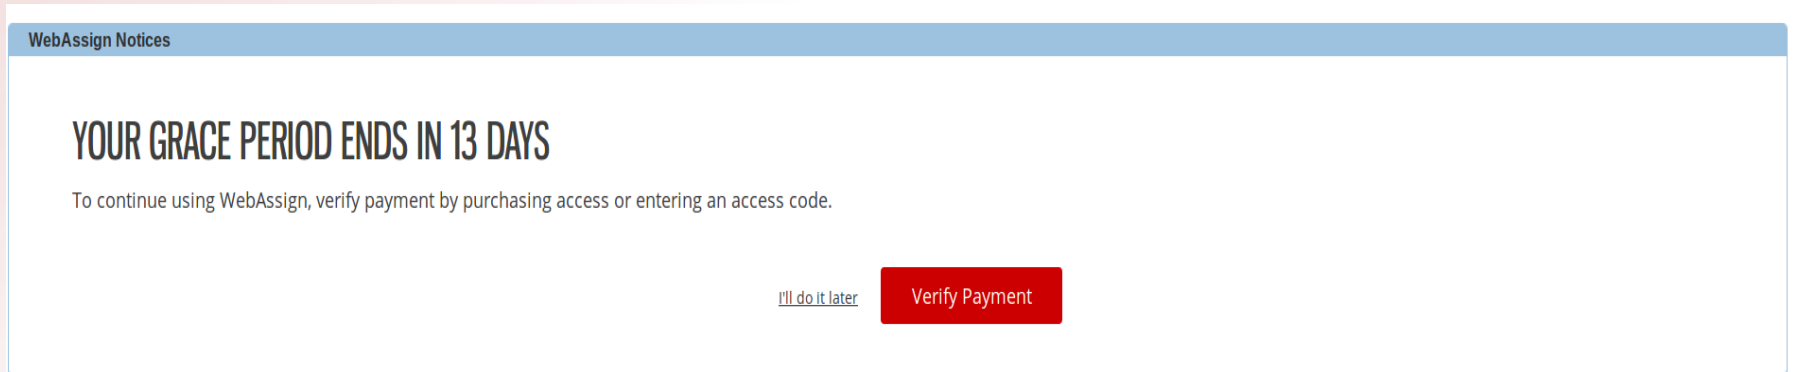 WebAssign Notices
YOUR GRACE PERIOD ENDS IN 13 DAYS
To continue using WebAssign, verify payment by purchasing access or entering an access code.
I'll do it later Verify Payment